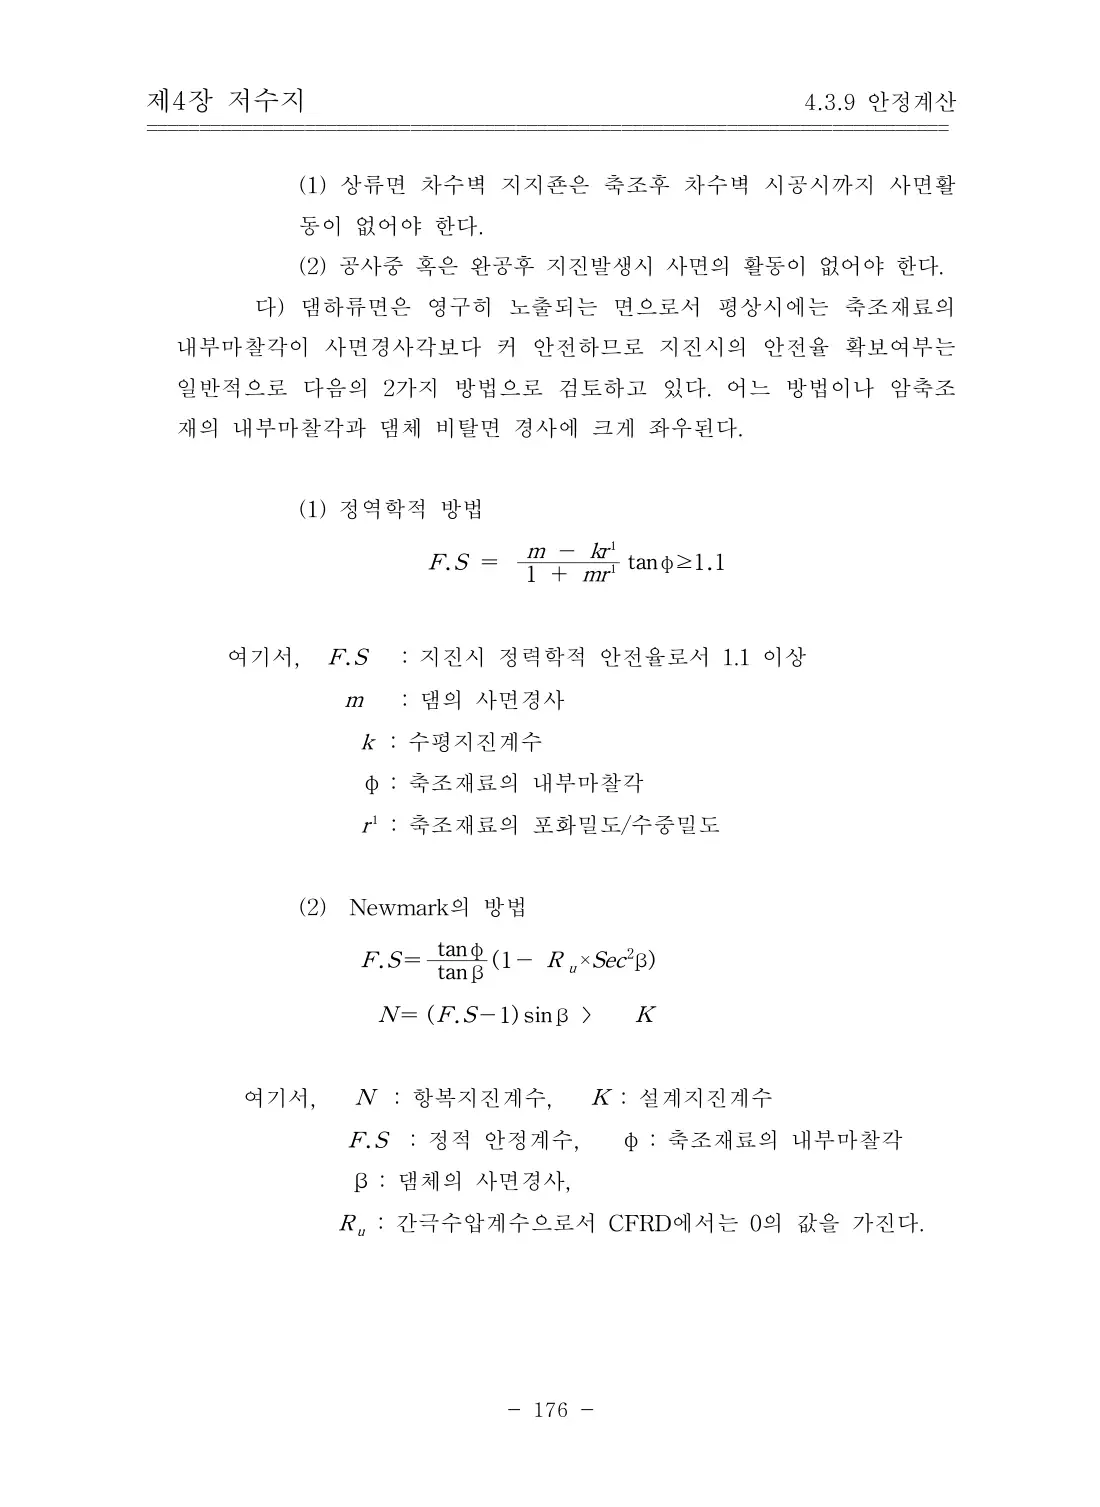 제4장 저수지 4.3.9 안정계산
(1) 상류면 차수벽 지지죤은 축조후 차수벽 시공시까지 사면활
동이 없어야 한다.
(2) 공사중 혹은 완공후 지진발생시 사면의 활동이 없어야 한다.
다) 댐하류면은 영구히 노출되는 면으로서 평상시에는 축조재료의
내부마찰각이 사면경사각보다 커 안전하므로 지진시의 안전율 확보여부는
일반적으로 다음의 2가지 방법으로 검토하고 있다. 어느 방법이나 암축조
재의 내부마찰각과 댐체 비탈면 경사에 크게 좌우된다.
(1) 정역학적 방법
F.S = (m - kr¹)/(1 + mr¹) tanφ≥1.1
여기서, F.S : 지진시 정력학적 안전율로서 1.1 이상
m : 댐의 사면경사
k : 수평지진계수
φ : 축조재료의 내부마찰각
r¹ : 축조재료의 포화밀도/수중밀도
(2) Newmark의 방법
F.S= tanφ/tanβ (1- R_u×Sec²β)
N= (F.S-1) sinβ > K
여기서, N : 항복지진계수, K : 설계지진계수
F.S : 정적 안정계수, φ : 축조재료의 내부마찰각
β : 댐체의 사면경사,
R_u : 간극수압계수으로서 CFRD에서는 0의 값을 가진다.
- 176 -